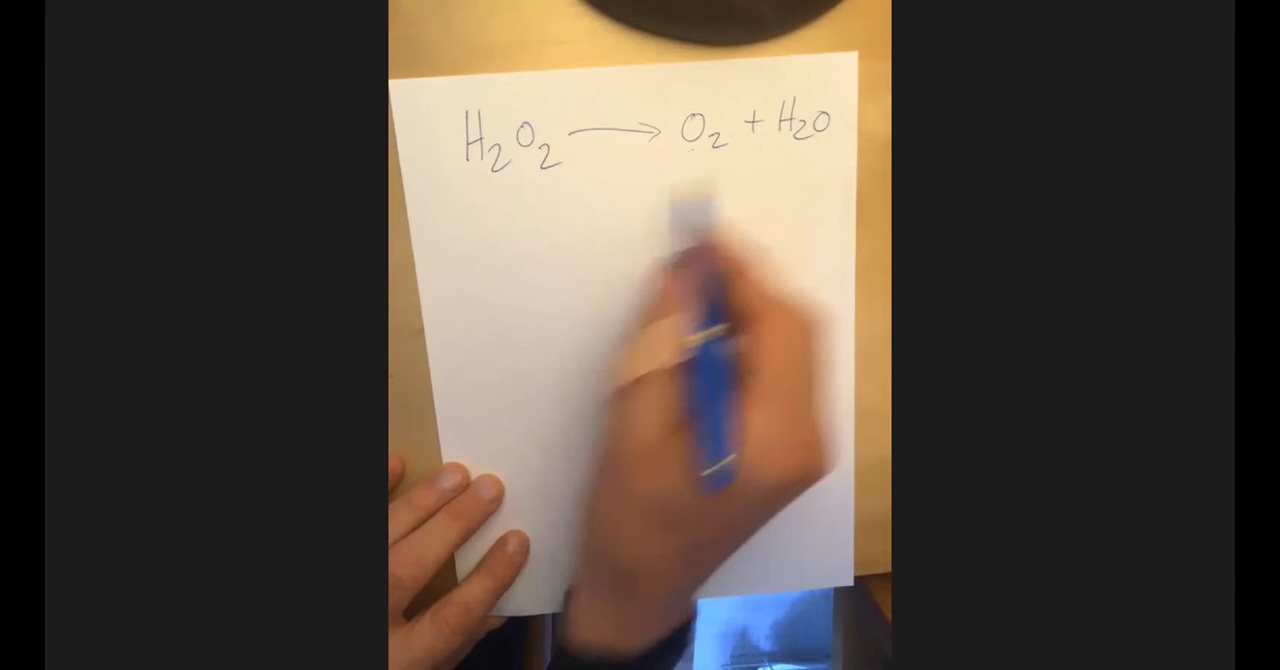 H₂O₂ ⟶ O₂ + H₂O